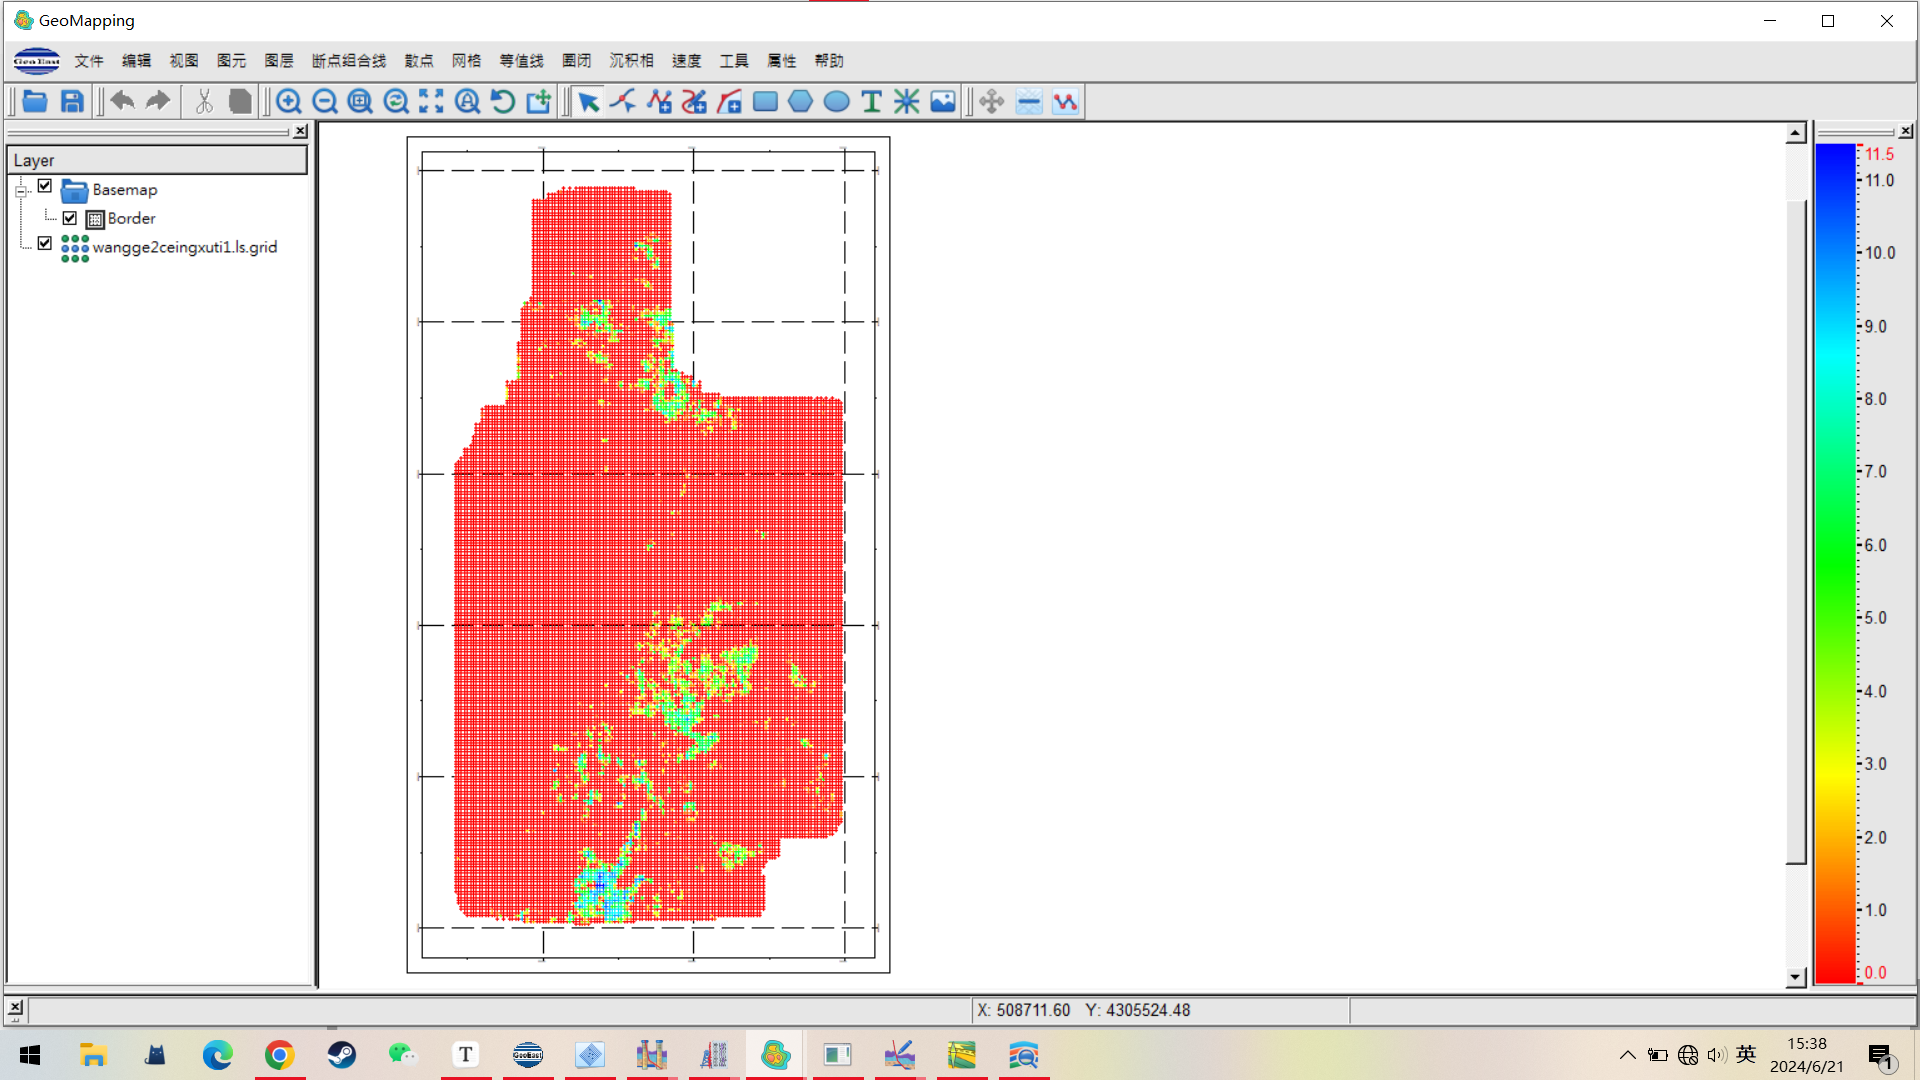 GeoMapping
GeoEast 文件 编辑 视图 图元 图层 断点组合线 散点 网格 等值线 圈闭 沉积相 速度 工具 属性 帮助
Layer
Basemap
Border
wangge2ceingxuti1.ls.grid
11.5
11.0
10.0
9.0
8.0
7.0
6.0
5.0
4.0
3.0
2.0
1.0
0.0
X: 508711.60 Y: 4305524.48
T
GeoEast
英
15:38
2024/6/21
1